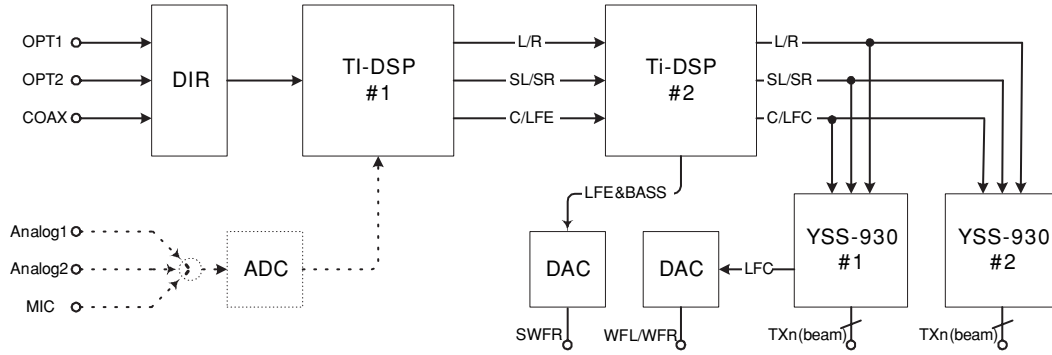 OPT1
OPT2
COAX
DIR
TI-DSP
#1
L/R
SL/SR
C/LFE
Ti-DSP
#2
L/R
SL/SR
C/LFC
LFE&BASS
Analog1
Analog2
MIC
ADC
DAC
DAC
LFC
YSS-930
#1
YSS-930
#2
SWFR
WFL/WFR
TXn(beam)
TXn(beam)